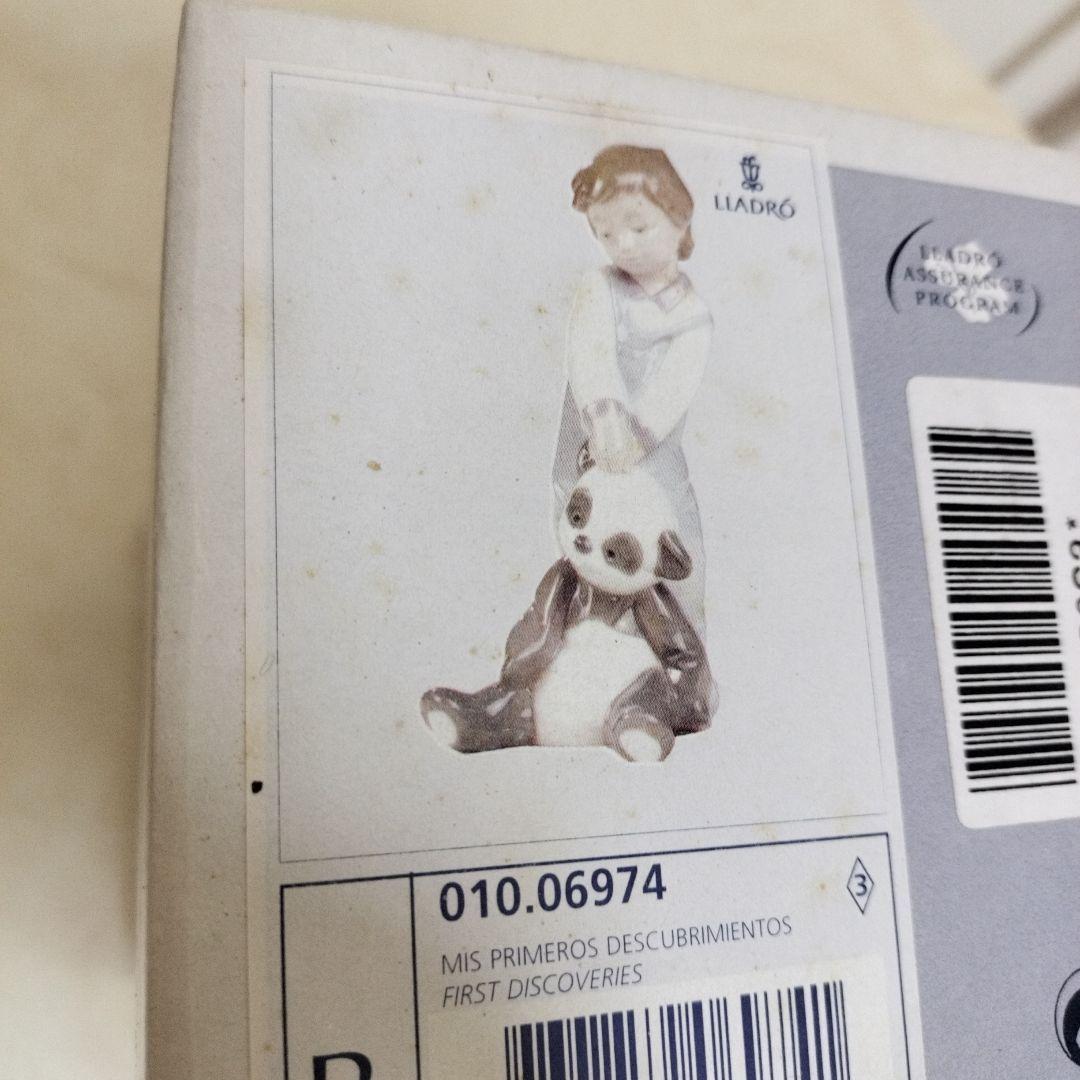 LLADRÓ
LLADRÓ
ASSURANCE
PROGRAM
010.06974
3
MIS PRIMEROS DESCUBRIMIENTOS
FIRST DISCOVERIES